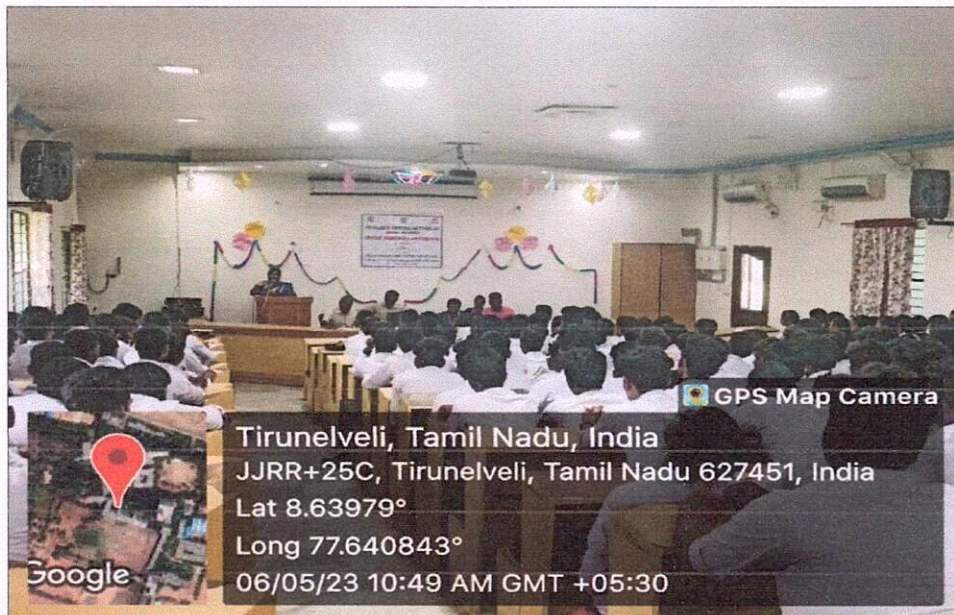 GPS Map Camera
Tirunelveli, Tamil Nadu, India
JJRR+25C, Tirunelveli, Tamil Nadu 627451, India
Lat 8.63979°
Long 77.640843°
06/05/23 10:49 AM GMT +05:30
Google